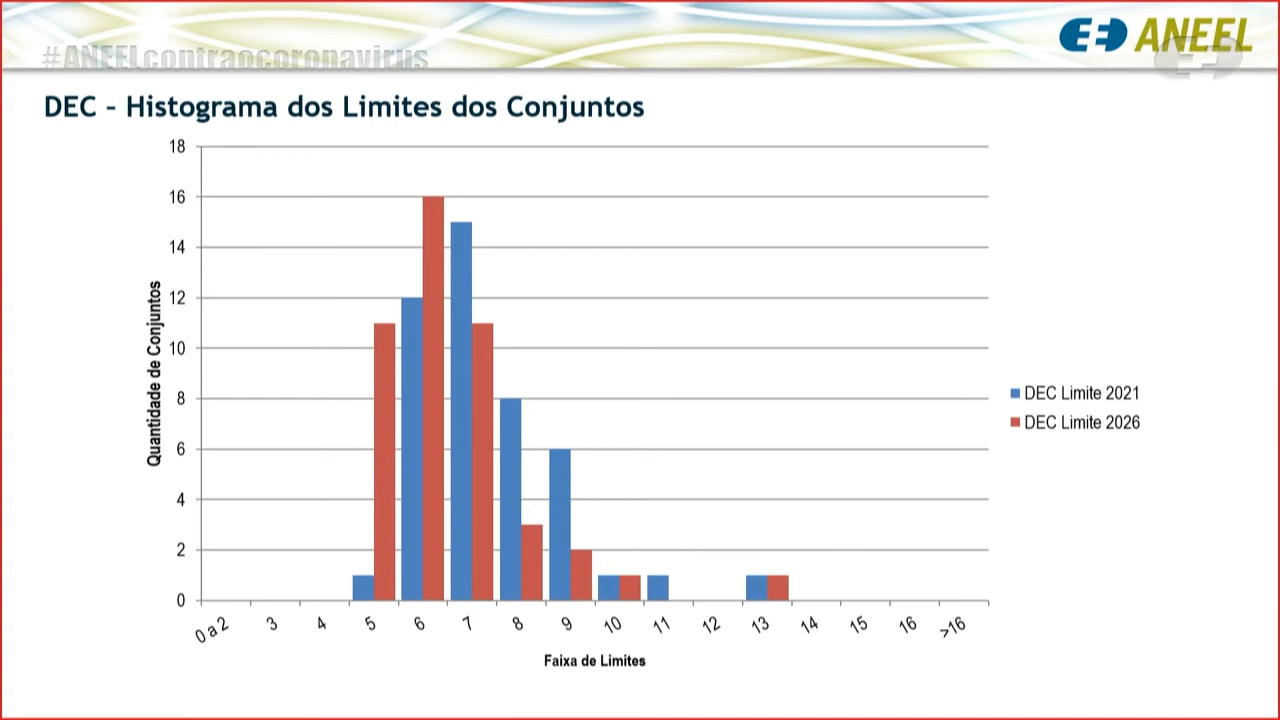 ANEEL
#ANEELcontraocoronavirus
DEC – Histograma dos Limites dos Conjuntos
18
16
14
12
10
8
6
4
2
0
Quantidade de Conjuntos
0 a 2 3 4 5 6 7 8 9 10 11 12 13 14 15 16 >16
Faixa de Limites
DEC Limite 2021
DEC Limite 2026